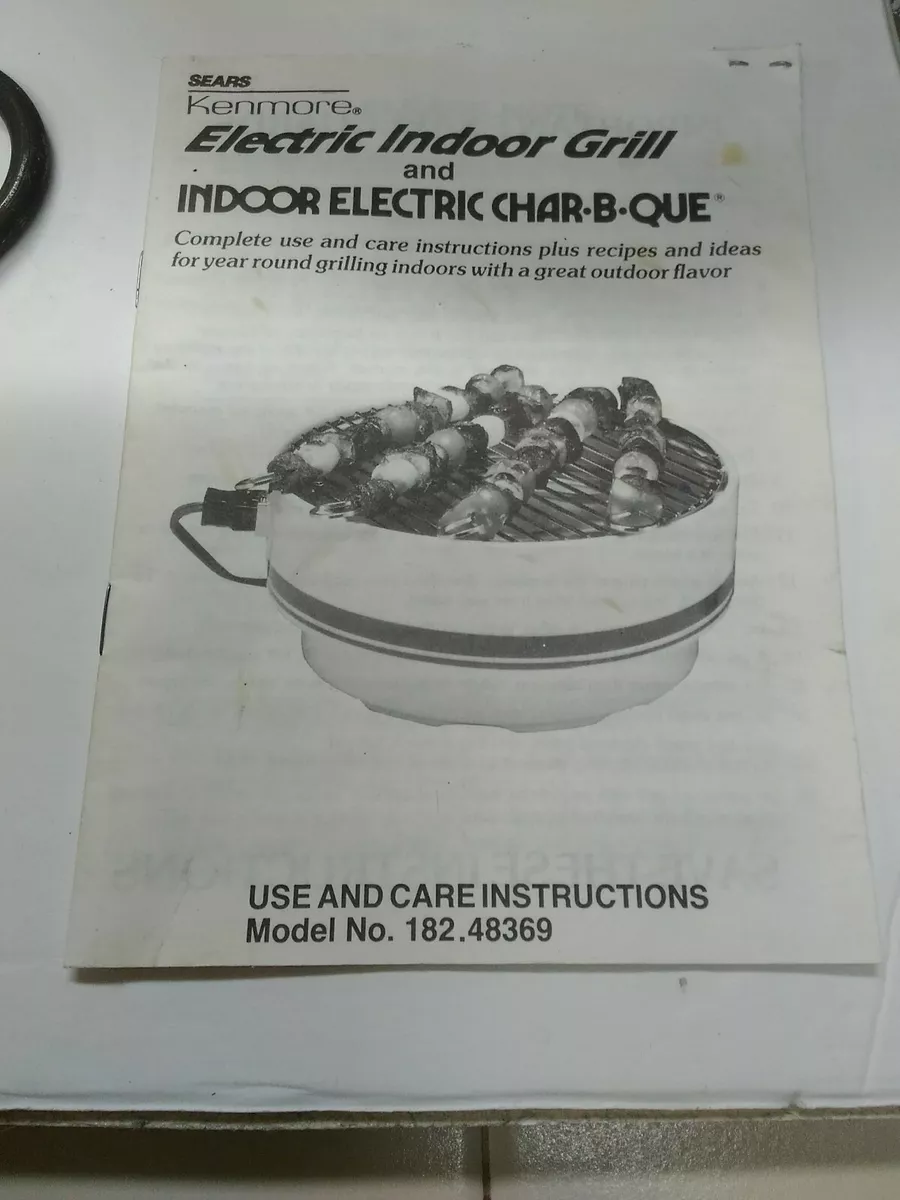 SEARS
Kenmore®
Electric Indoor Grill
and
INDOOR ELECTRIC CHAR•B•QUE®
Complete use and care instructions plus recipes and ideas
for year round grilling indoors with a great outdoor flavor
USE AND CARE INSTRUCTIONS
Model No. 182.48369